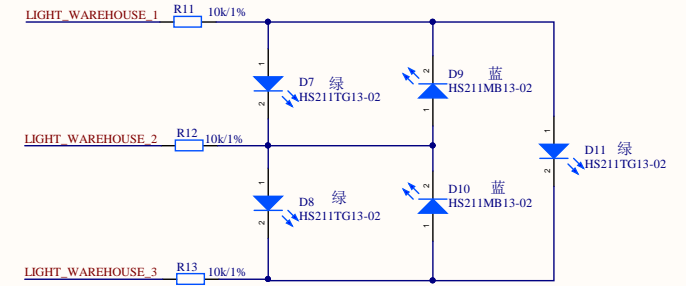 LIGHT_WAREHOUSE_1 R11 10k/1%
1 2
D7 绿
HS211TG13-02
2 1
D9 蓝
HS211MB13-02
LIGHT_WAREHOUSE_2 R12 10k/1%
1 2
D11 绿
HS211TG13-02
1 2
D8 绿
HS211TG13-02
2 1
D10 蓝
HS211MB13-02
LIGHT_WAREHOUSE_3 R13 10k/1%